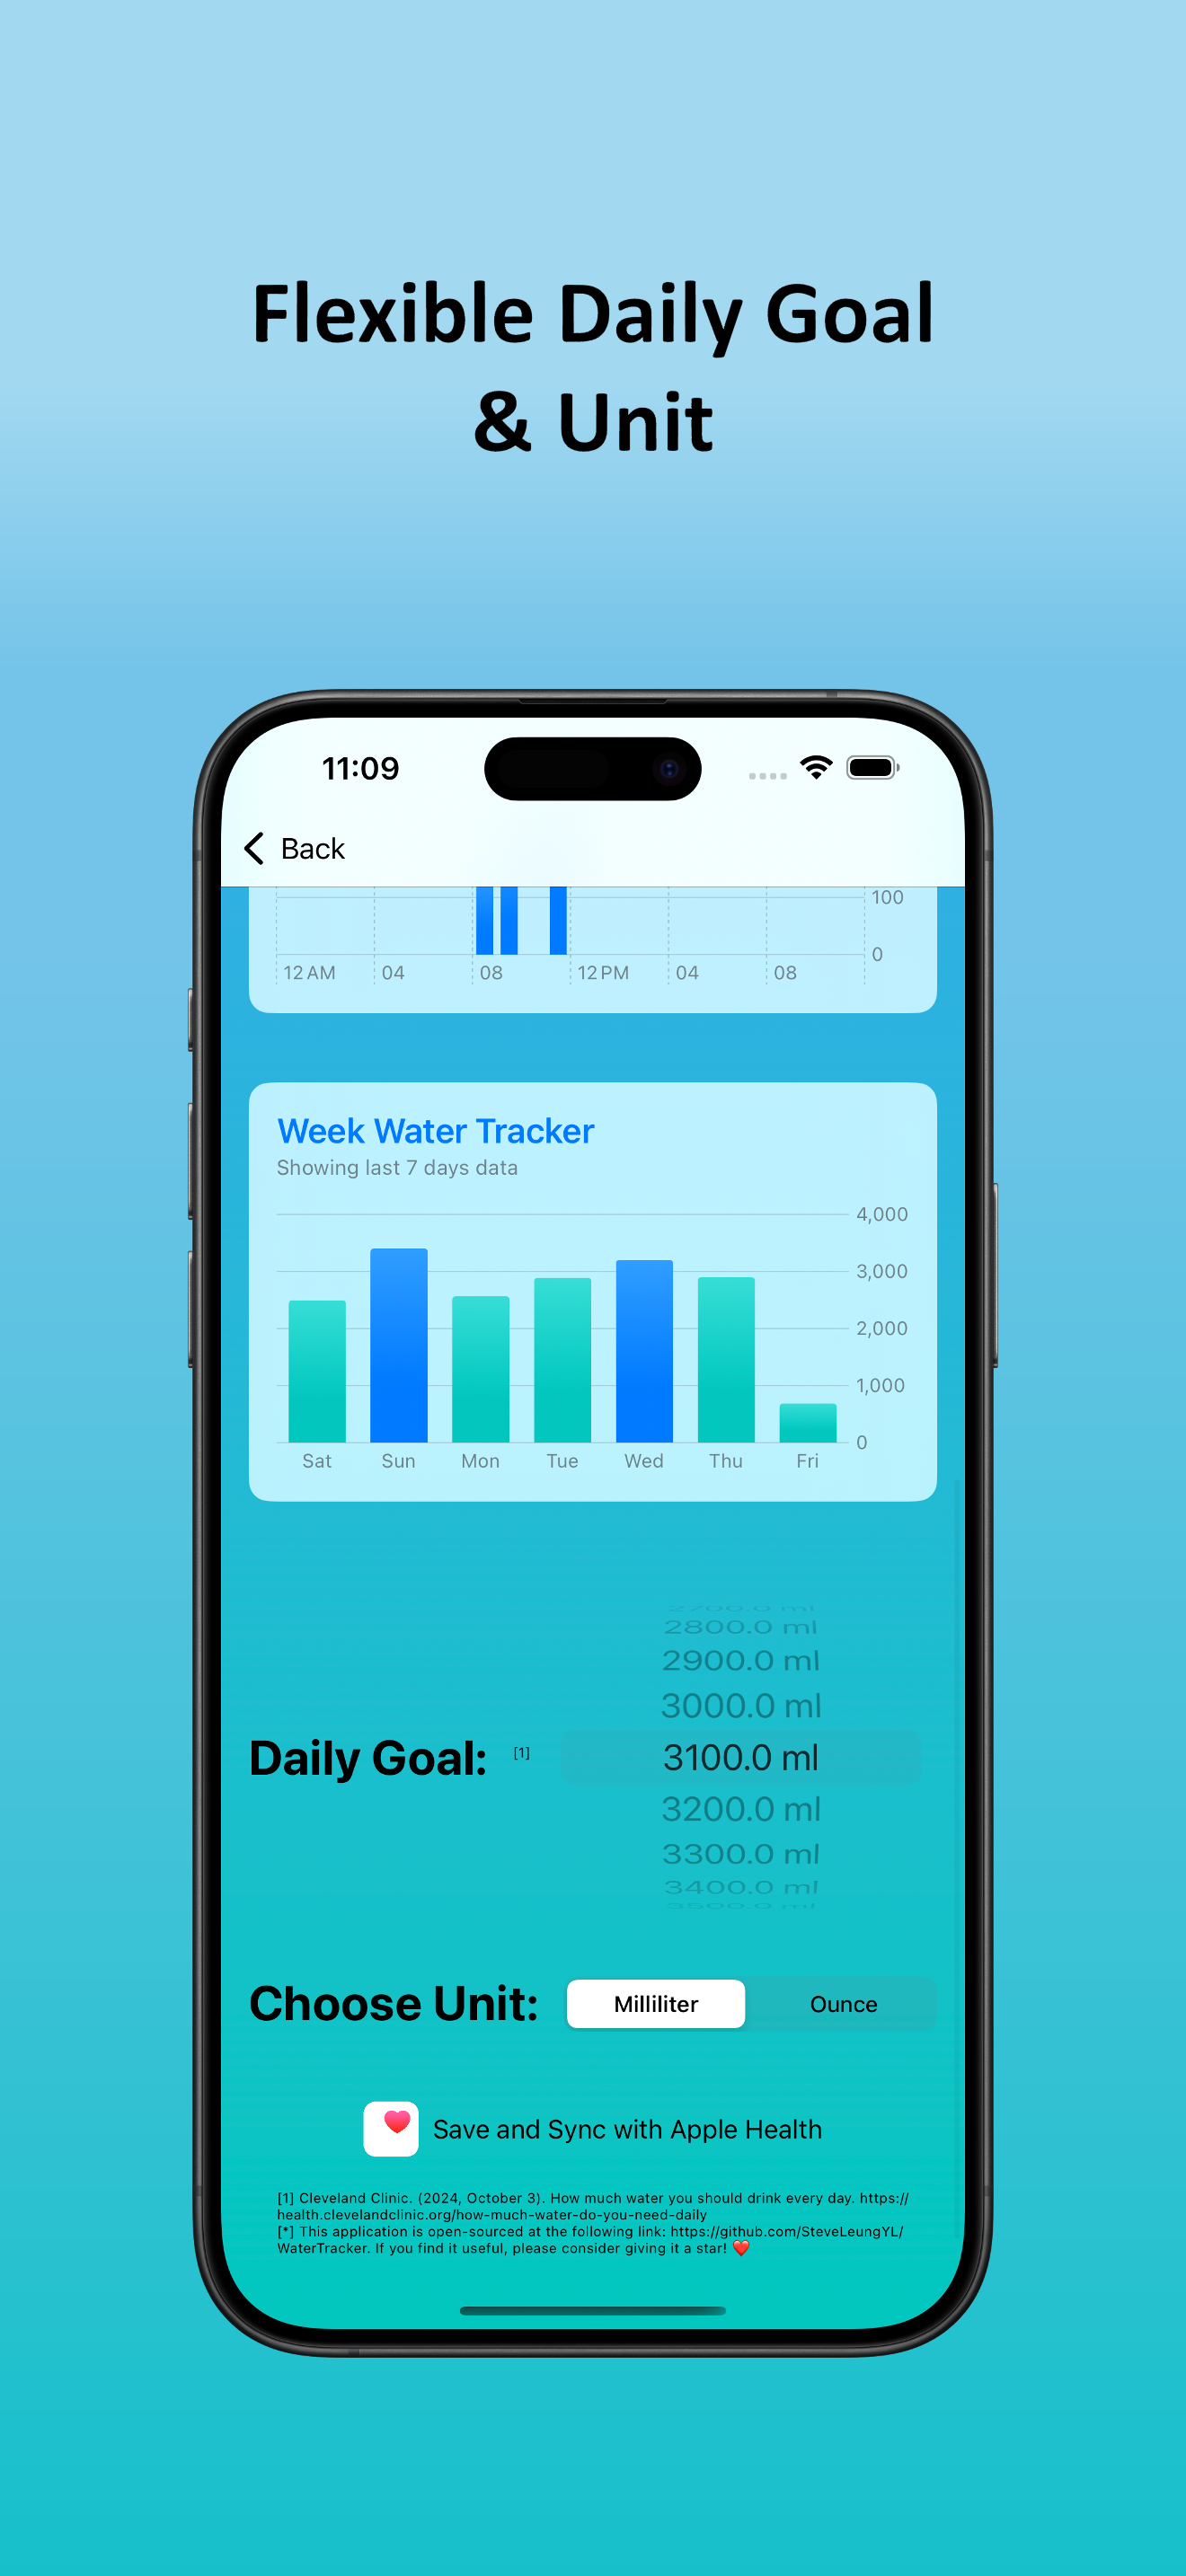 Flexible Daily Goal
& Unit
11:09
Back
100
0
12 AM 04 08 12 PM 04 08
Week Water Tracker
Showing last 7 days data
4,000
3,000
2,000
1,000
0
Sat Sun Mon Tue Wed Thu Fri
2700.0 ml
2800.0 ml
2900.0 ml
3000.0 ml
Daily Goal: [1] 3100.0 ml
3200.0 ml
3300.0 ml
3400.0 ml
3500.0 ml
Choose Unit: Milliliter Ounce
Save and Sync with Apple Health
[1] Cleveland Clinic. (2024, October 3). How much water you should drink every day. https://
health.clevelandclinic.org/how-much-water-do-you-need-daily
[*] This application is open-sourced at the following link: https://github.com/SteveLeungYL/
WaterTracker. If you find it useful, please consider giving it a star! ❤️